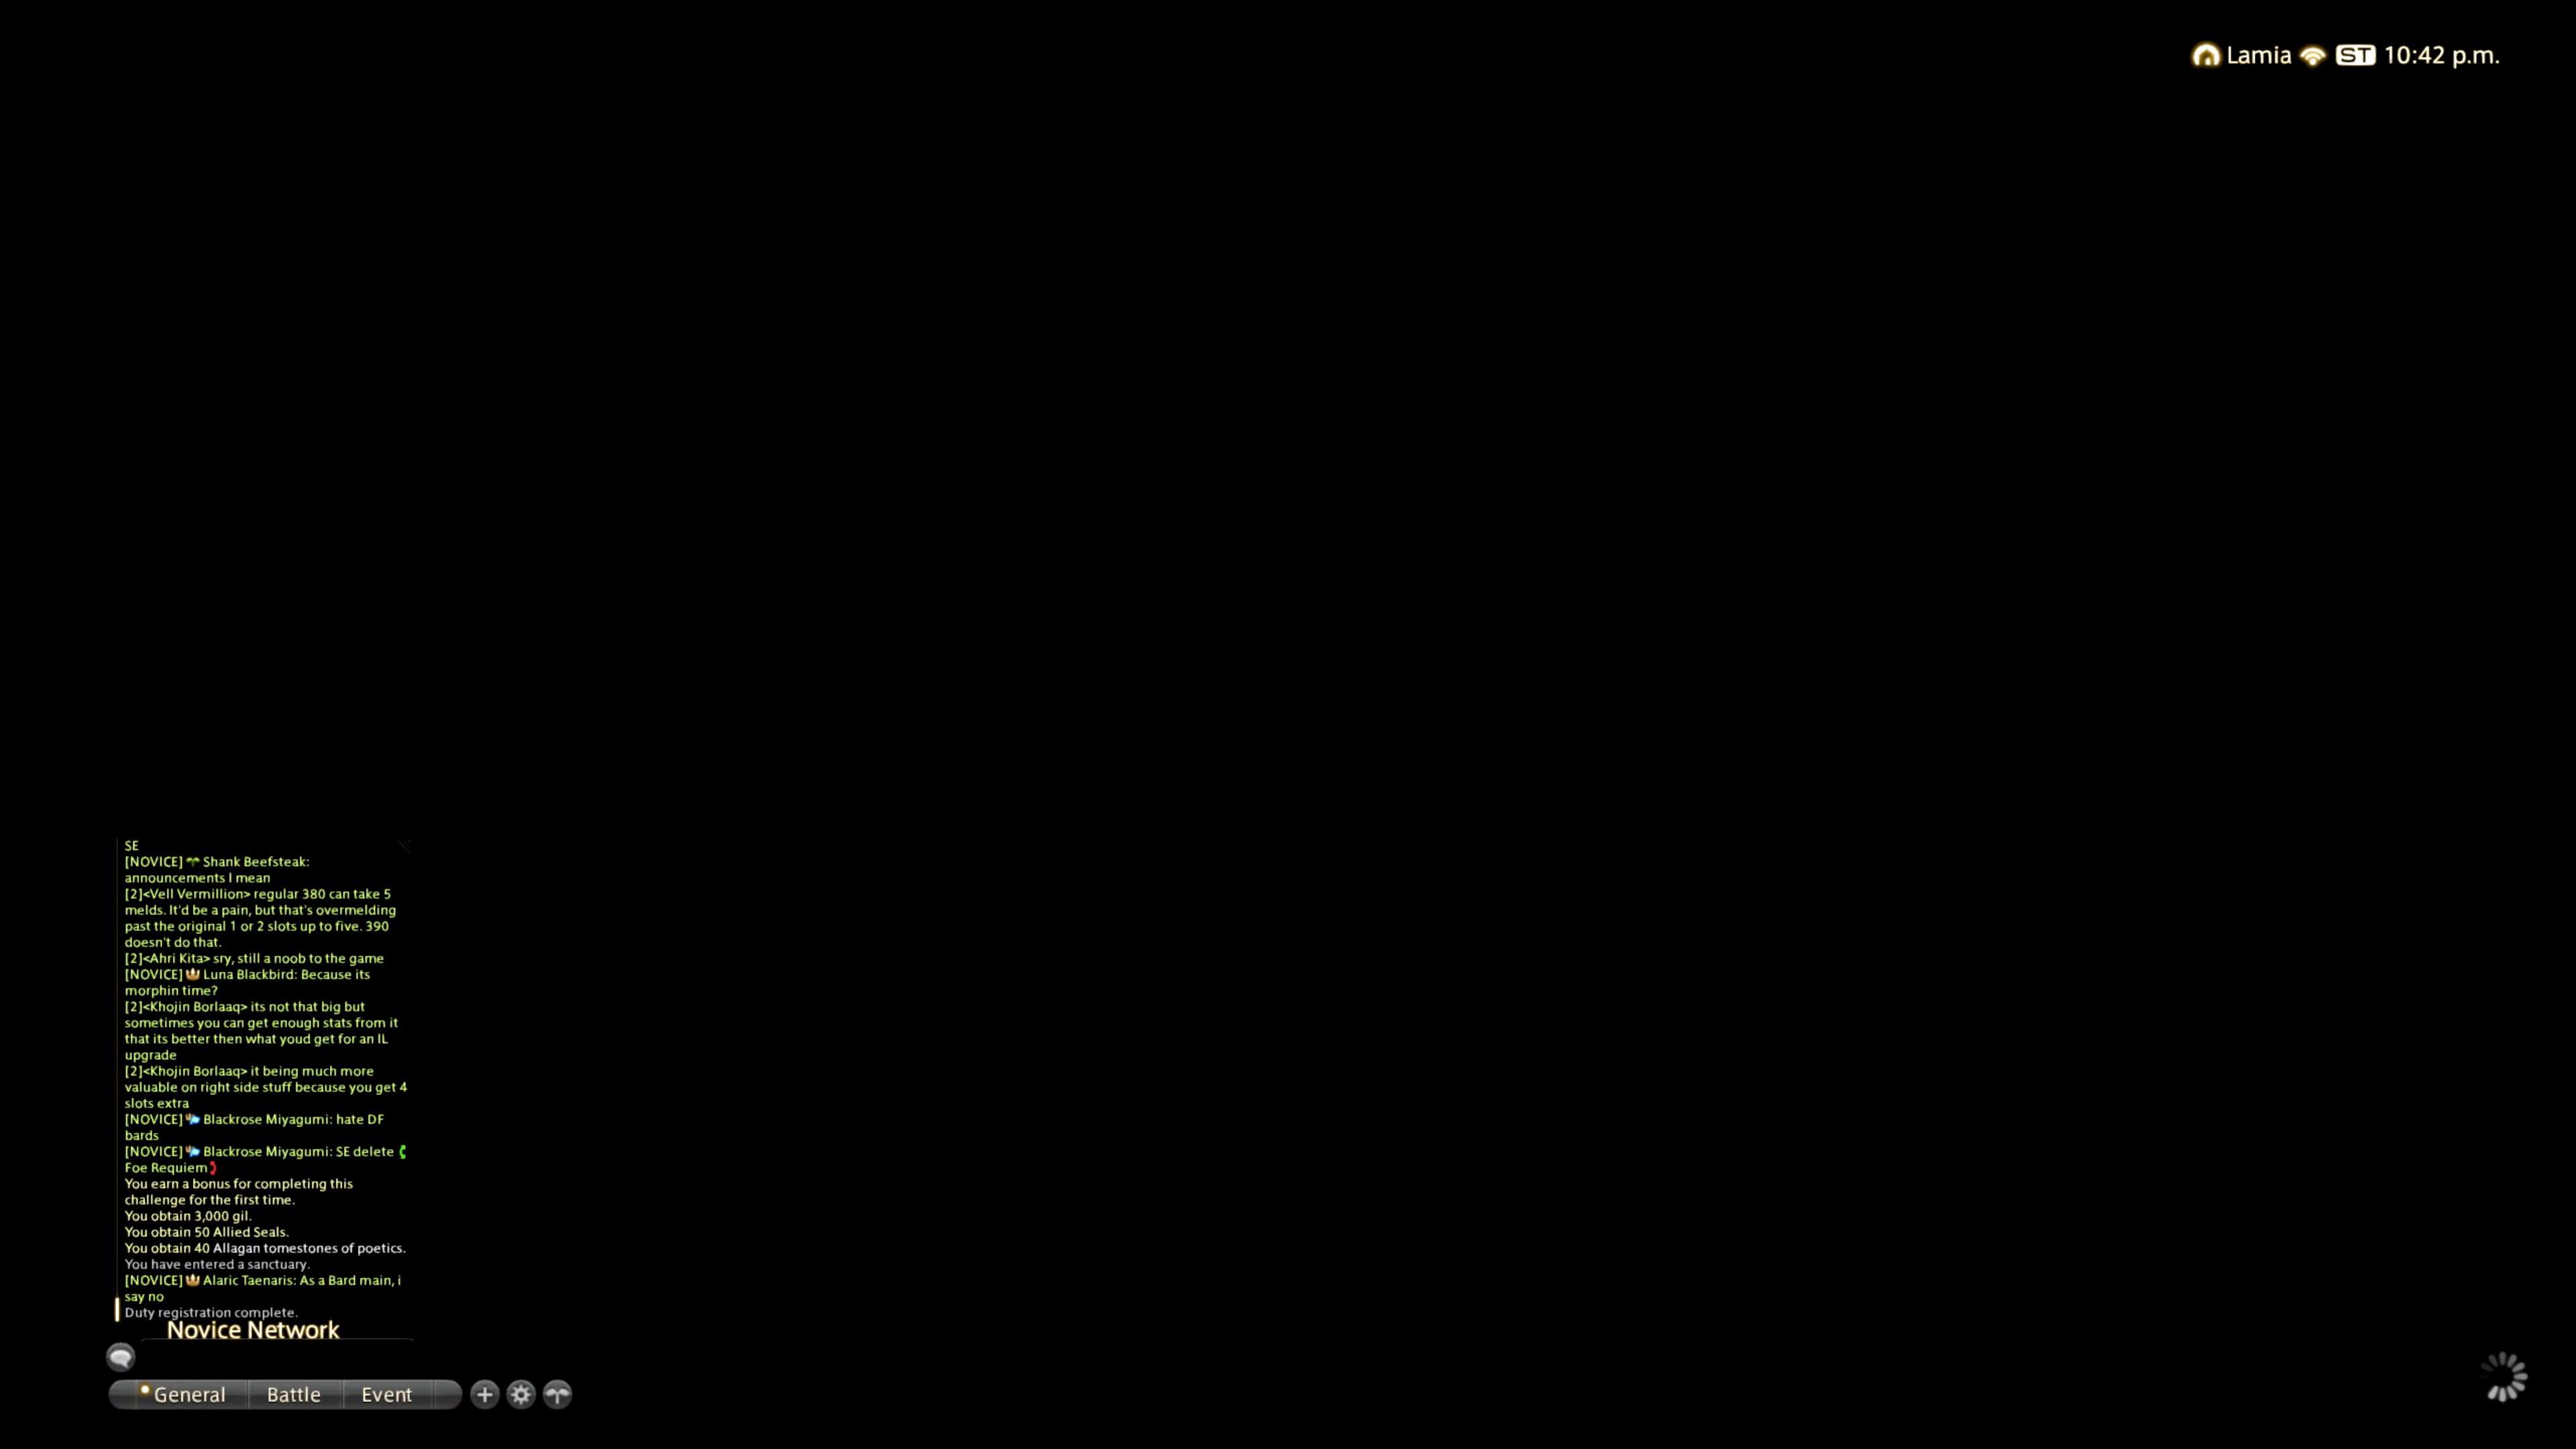 Lamia ST 10:42 p.m.
SE
[NOVICE] Shank Beefsteak:
announcements I mean
[2]<Vell Vermillion> regular 380 can take 5
melds. It'd be a pain, but that's overmelding
past the original 1 or 2 slots up to five. 390
doesn't do that.
[2]<Ahri Kita> sry, still a noob to the game
[NOVICE] Luna Blackbird: Because its
morphin time?
[2]<Khojin Borlaaq> its not that big but
sometimes you can get enough stats from it
that its better then what youd get for an IL
upgrade
[2]<Khojin Borlaaq> it being much more
valuable on right side stuff because you get 4
slots extra
[NOVICE] Blackrose Miyagumi: hate DF
bards
[NOVICE] Blackrose Miyagumi: SE delete
Foe Requiem
You earn a bonus for completing this
challenge for the first time.
You obtain 3,000 gil.
You obtain 50 Allied Seals.
You obtain 40 Allagan tomestones of poetics.
You have entered a sanctuary.
[NOVICE] Alaric Taenaris: As a Bard main, i
say no
Duty registration complete.
Novice Network
General Battle Event